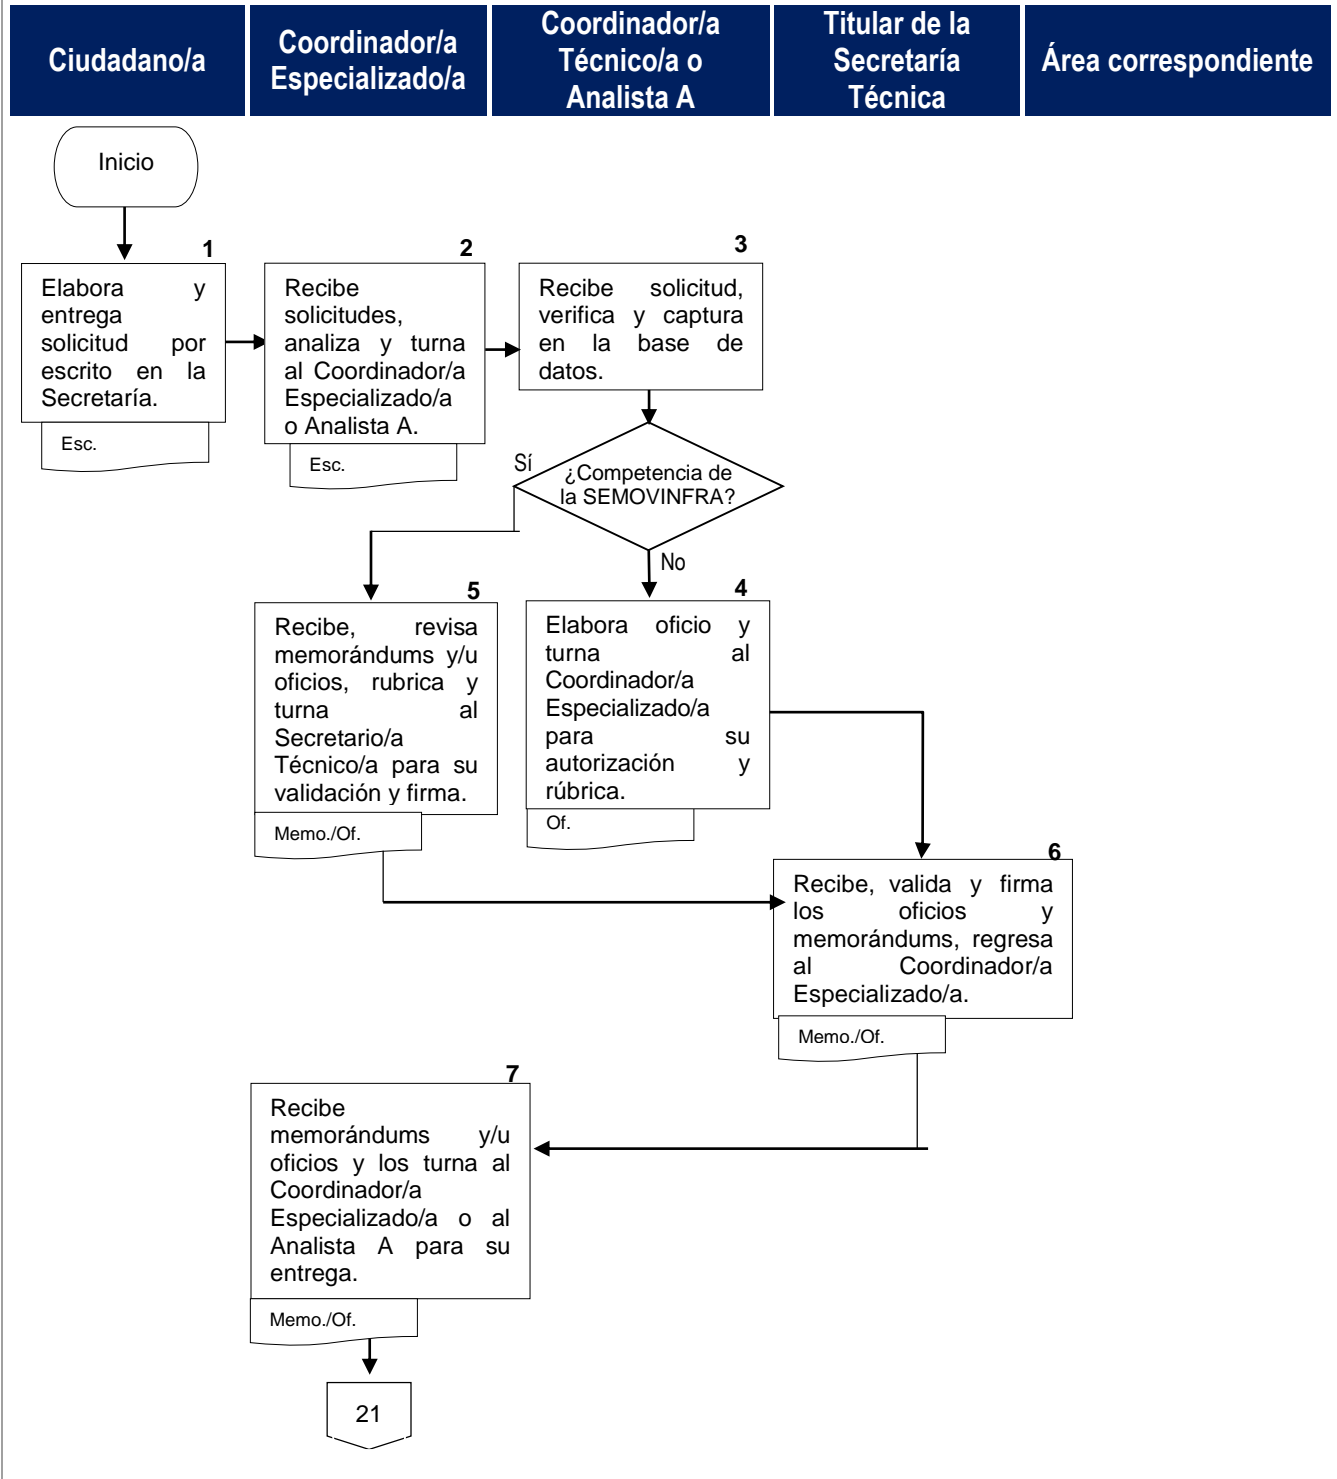 Ciudadano/a
Coordinador/a
Especializado/a
Coordinador/a
Técnico/a o
Analista A
Titular de la
Secretaría
Técnica
Área correspondiente
Inicio
1
Elabora y
entrega
solicitud por
escrito en la
Secretaría.
Esc.
2
Recibe
solicitudes,
analiza y turna
al Coordinador/a
Especializado/a
o Analista A.
Esc.
3
Recibe solicitud,
verifica y captura
en la base de
datos.
¿Competencia de
la SEMOVINFRA?
Sí
No
5
Recibe, revisa
memorándums y/u
oficios, rubrica y
turna al
Secretario/a
Técnico/a para su
validación y firma.
Memo./Of.
4
Elabora oficio y
turna al
Coordinador/a
Especializado/a
para su
autorización y
rúbrica.
Of.
6
Recibe, valida y firma
los oficios y
memorándums, regresa
al Coordinador/a
Especializado/a.
Memo./Of.
7
Recibe
memorándums y/u
oficios y los turna al
Coordinador/a
Especializado/a o al
Analista A para su
entrega.
Memo./Of.
21